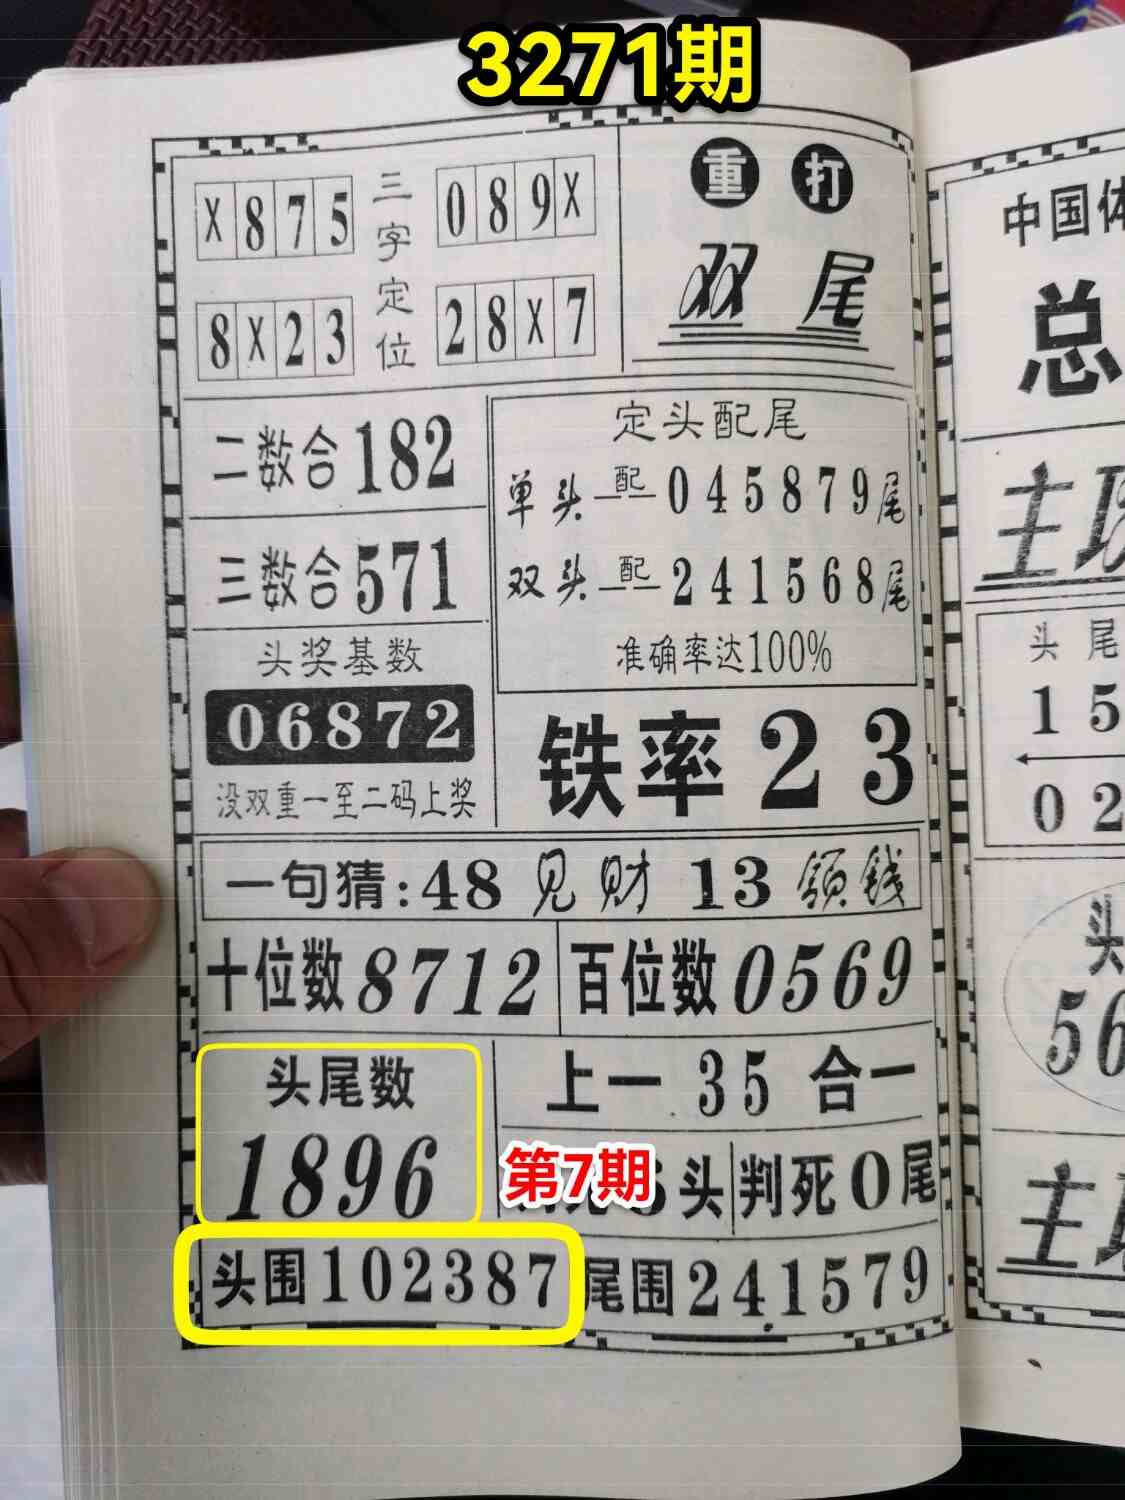 3271期
X875
三字定位
089X
8X23
28X7
重打
双尾
二数合182
三数合571
头奖基数
06872
没双重一至二码上奖
定头配尾
单头配045879尾
双头配241568尾
准确率达100%
铁率23
一句猜:48见财13领钱
十位数8712
百位数0569
头尾数
1896
上一35合一
第7期
头
判死0尾
头围102387
尾围241579
中国体
总
主
头尾
15
02
头
56
主